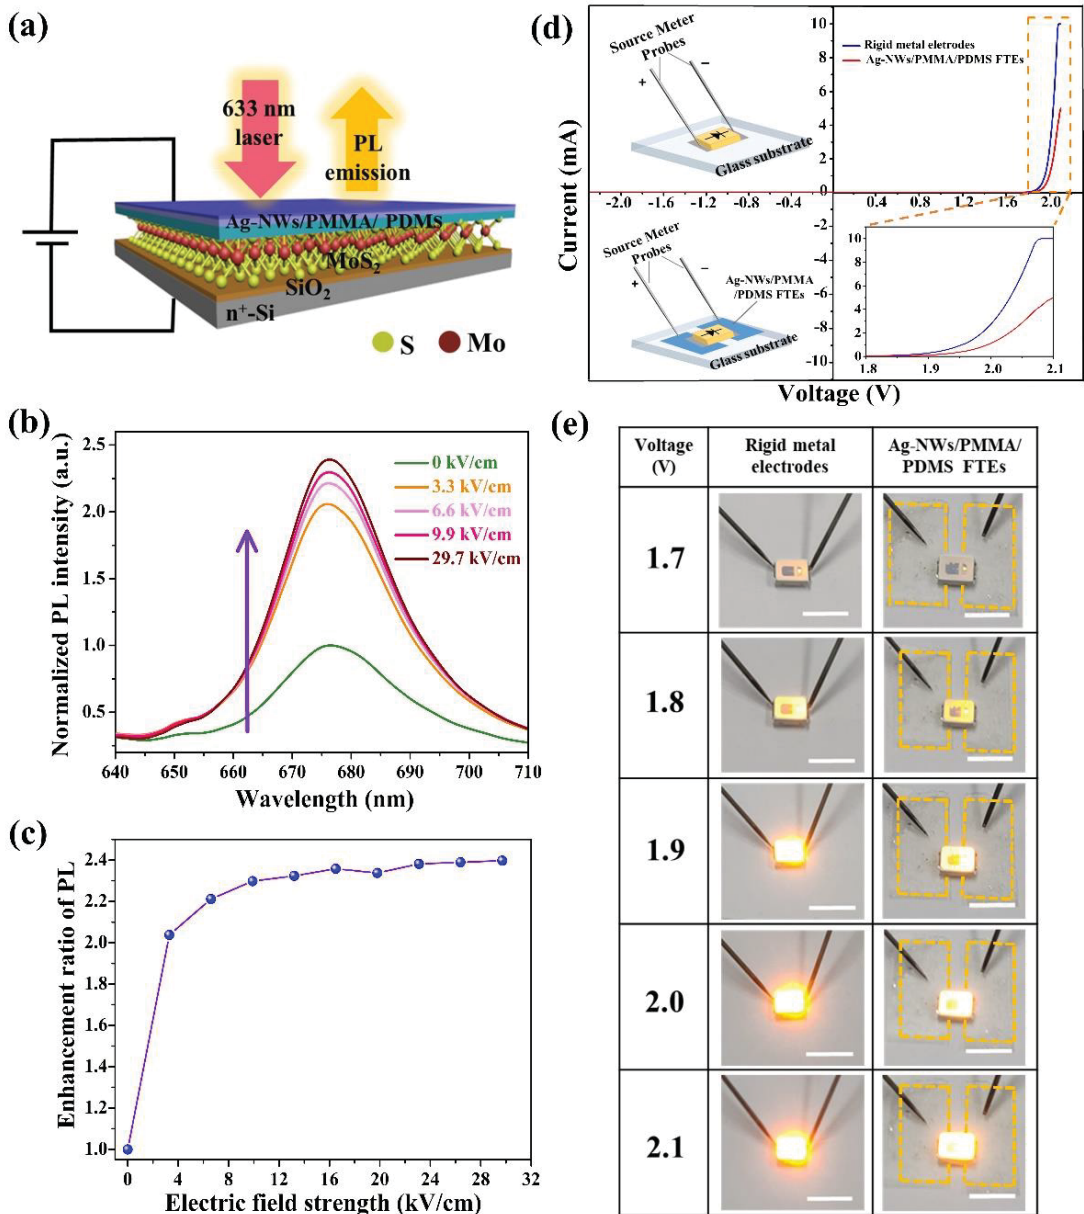 (a)
633 nm
laser
PL
emission
Ag-NWs/PMMA/ PDMS
MoS2
SiO2
n+-Si
S
Mo
(b)
Normalized PL intensity (a.u.)
2.5
2.0
1.5
1.0
0.5
0 kV/cm
3.3 kV/cm
6.6 kV/cm
9.9 kV/cm
29.7 kV/cm
640 650 660 670 680 690 700 710
Wavelength (nm)
(c)
Enhancement ratio of PL
2.4
2.2
2.0
1.8
1.6
1.4
1.2
1.0
0 4 8 12 16 20 24 28 32
Electric field strength (kV/cm)
(d)
Current (mA)
Source Meter
Probes
+
−
Glass substrate
10
8
6
4
2
0
-2
-4
-6
-8
-10
Rigid metal eletrodes
Ag-NWs/PMMA/PDMS FTEs
-2.0 -1.6 -1.2 -0.8 -0.4
0.4 0.8 1.2 1.6 2.0
Source Meter
Probes
+
−
Ag-NWs/PMMA
/PDMS FTEs
Glass substrate
10
8
6
4
2
0
1.8 1.9 2.0 2.1
Voltage (V)
(e)
Voltage
(V)
Rigid metal
electrodes
Ag-NWs/PMMA/
PDMS FTEs
1.7
1.8
1.9
2.0
2.1